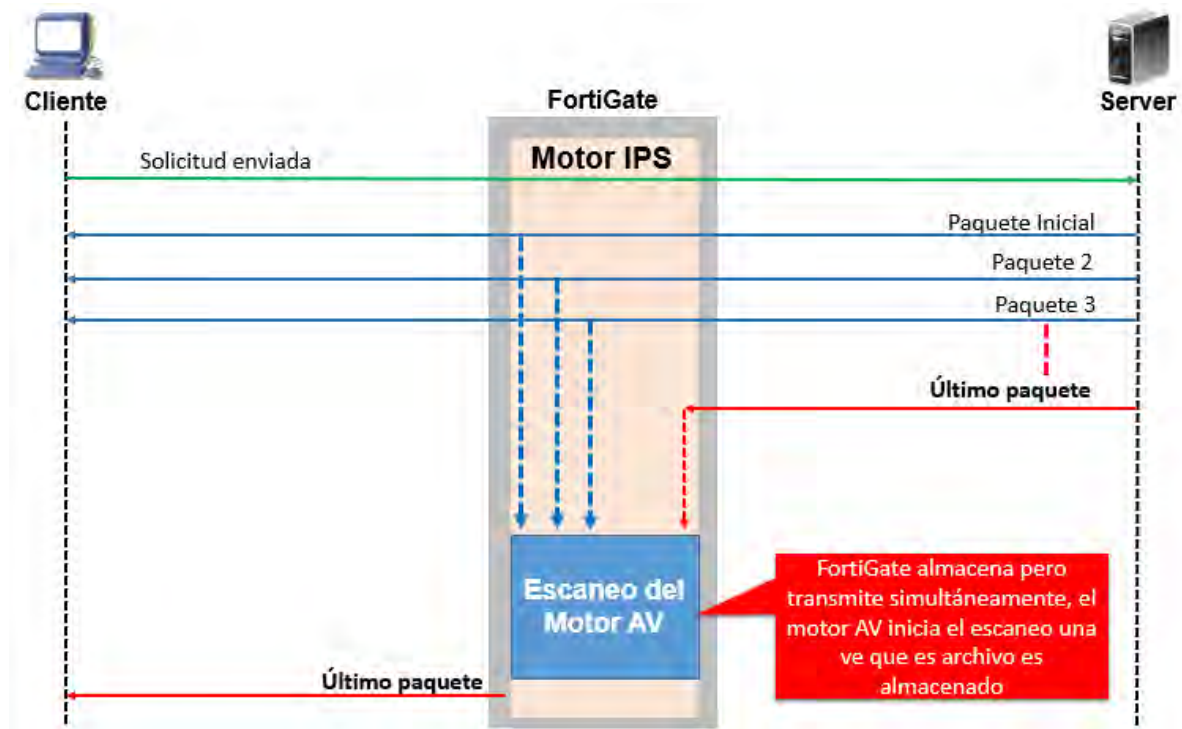 Cliente
FortiGate
Server
Motor IPS
Solicitud enviada
Paquete Inicial
Paquete 2
Paquete 3
Último paquete
Escaneo del
Motor AV
FortiGate almacena pero
transmite simultáneamente, el
motor AV inicia el escaneo una
ve que es archivo es
almacenado
Último paquete